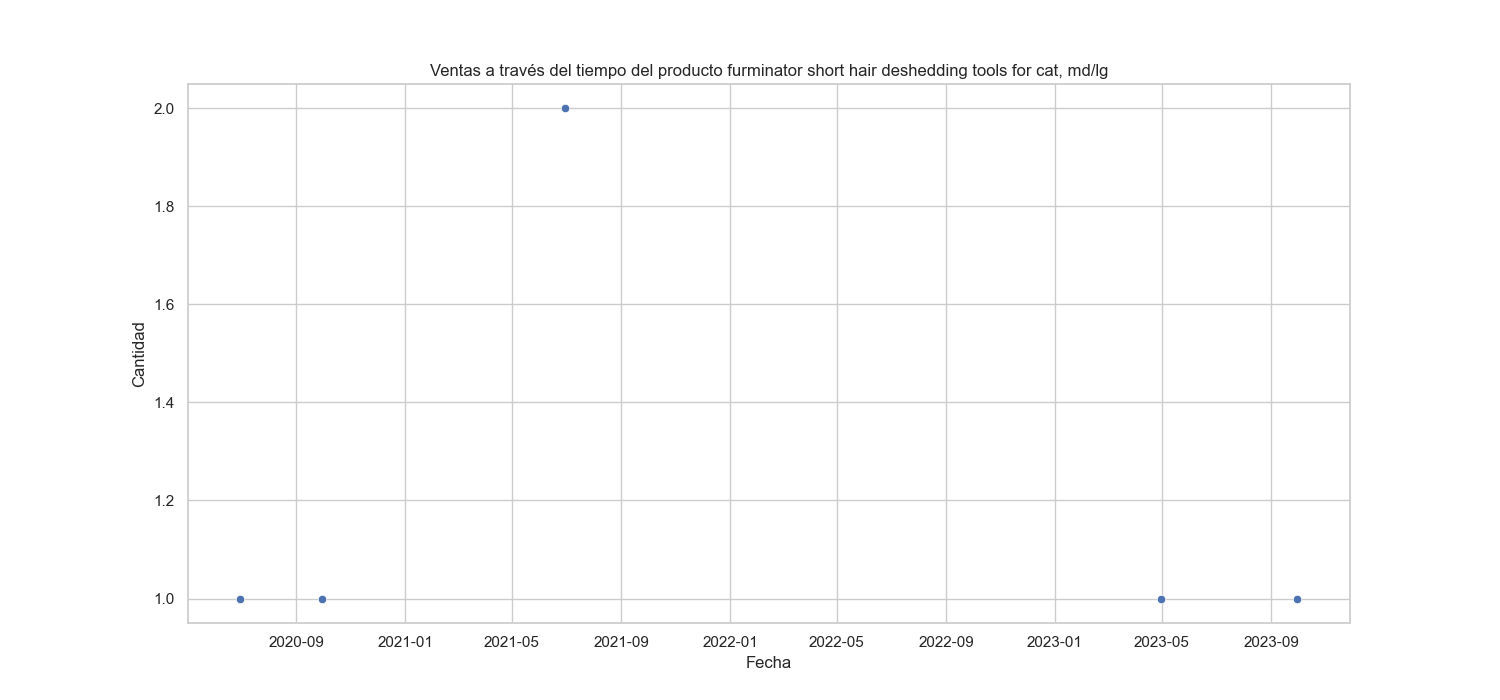 Ventas a través del tiempo del producto furminator short hair deshedding tools for cat, md/lg
2.0
1.8
1.6
1.4
1.2
1.0
Cantidad
2020-09 2021-01 2021-05 2021-09 2022-01 2022-05 2022-09 2023-01 2023-05 2023-09
Fecha